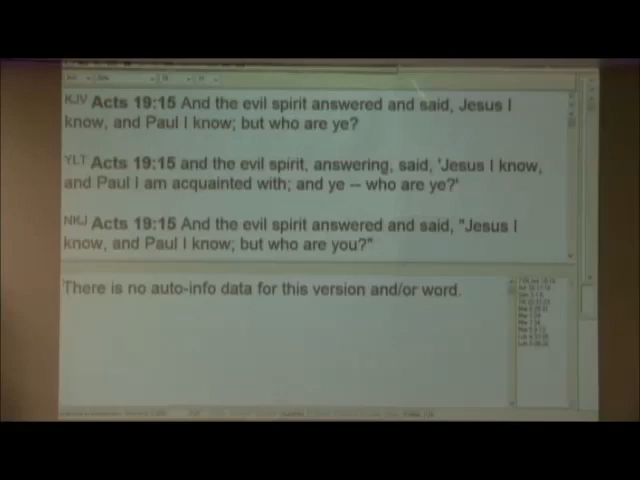 KJV Acts 19:15 And the evil spirit answered and said, Jesus I
know, and Paul I know; but who are ye?
YLT Acts 19:15 and the evil spirit, answering, said, 'Jesus I know,
and Paul I am acquainted with; and ye -- who are ye?'
NKJ Acts 19:15 And the evil spirit answered and said, "Jesus I
know, and Paul I know; but who are you?"
There is no auto-info data for this version and/or word.